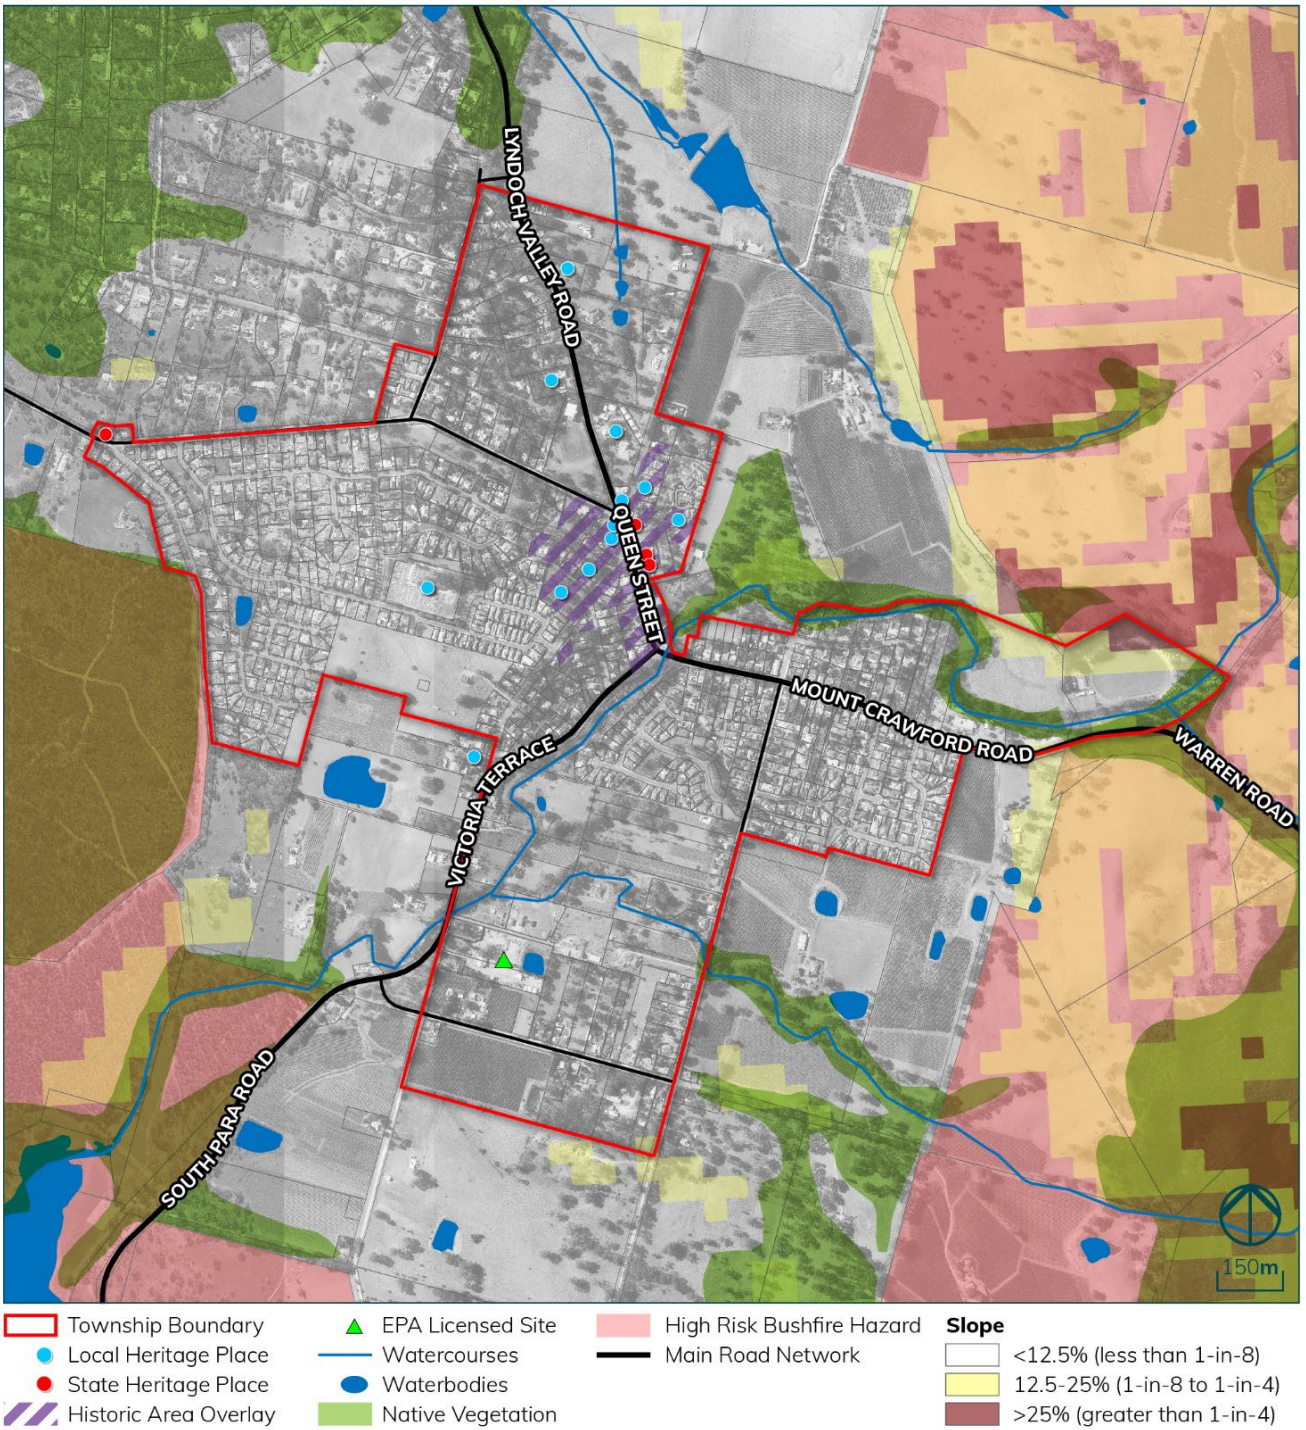 LYNDOCH VALLEY ROAD
QUEEN STREET
MOUNT CRAWFORD ROAD
WARREN ROAD
VICTORIA TERRACE
SOUTH PARA ROAD
150m
Township Boundary
Local Heritage Place
State Heritage Place
Historic Area Overlay
EPA Licensed Site
Watercourses
Waterbodies
Native Vegetation
High Risk Bushfire Hazard
Main Road Network
Slope
<12.5% (less than 1-in-8)
12.5-25% (1-in-8 to 1-in-4)
>25% (greater than 1-in-4)